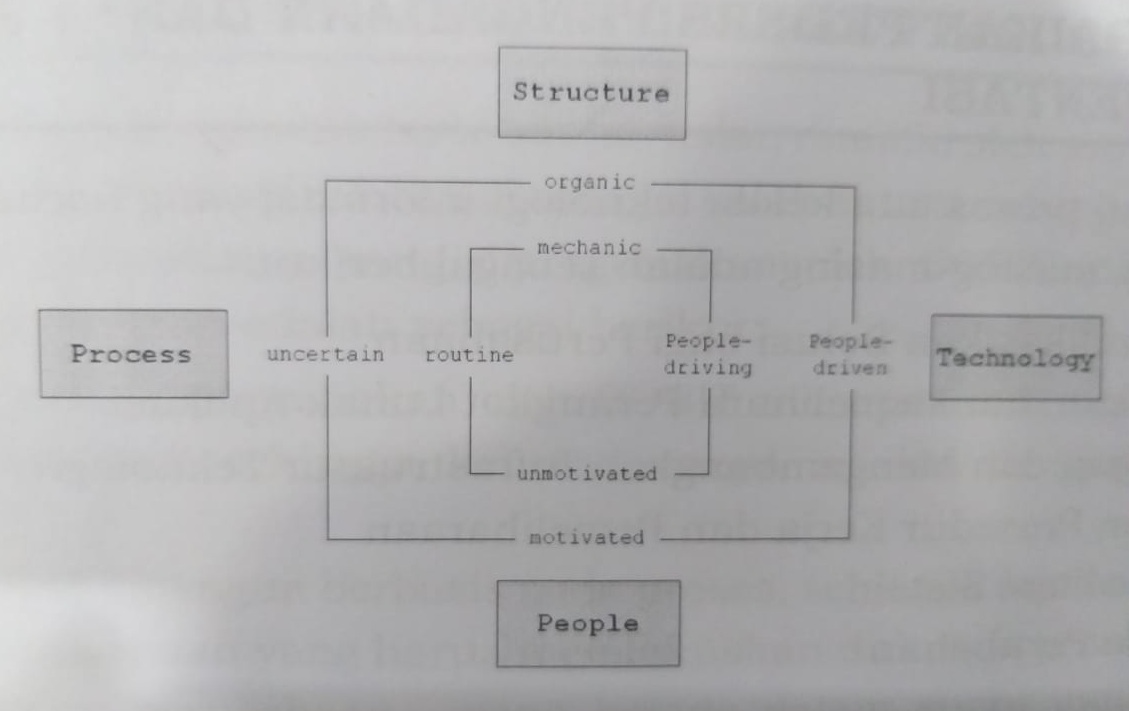 Structure
organic
mechanic
Process
uncertain
routine
People-
driving
People-
driven
Technology
unmotivated
motivated
People